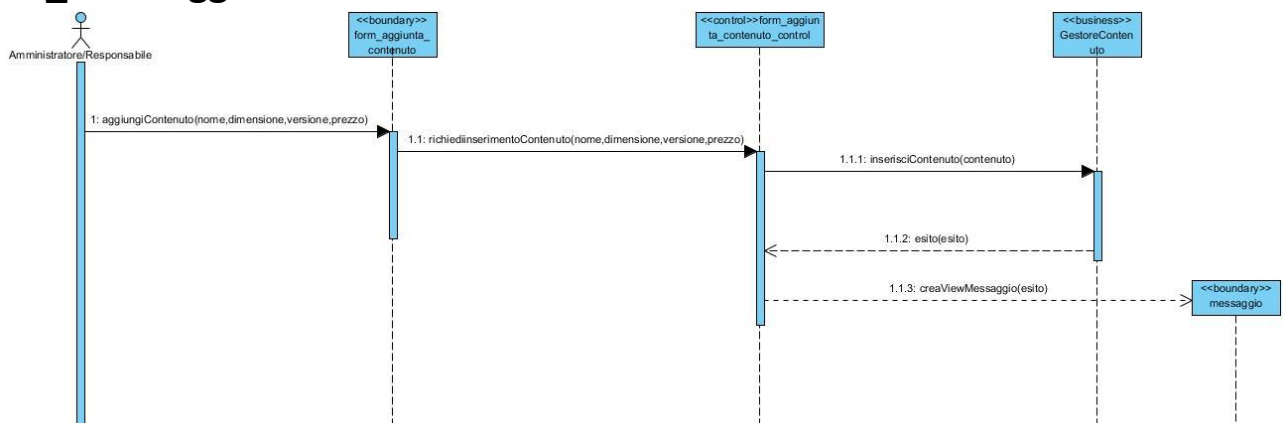 <<boundary>>
form_aggiunta_
contenuto
<<control>>form_aggiun
ta_contenuto_control
<<business>>
GestoreConten
uto
Amministratore/Responsabile
1: aggiungiContenuto(nome,dimensione,versione,prezzo)
1.1: richiediinserimentoContenuto(nome,dimensione,versione,prezzo)
1.1.1: inserisciContenuto(contenuto)
1.1.2: esito(esito)
1.1.3: creaViewMessaggio(esito)
<<boundary>>
messaggio